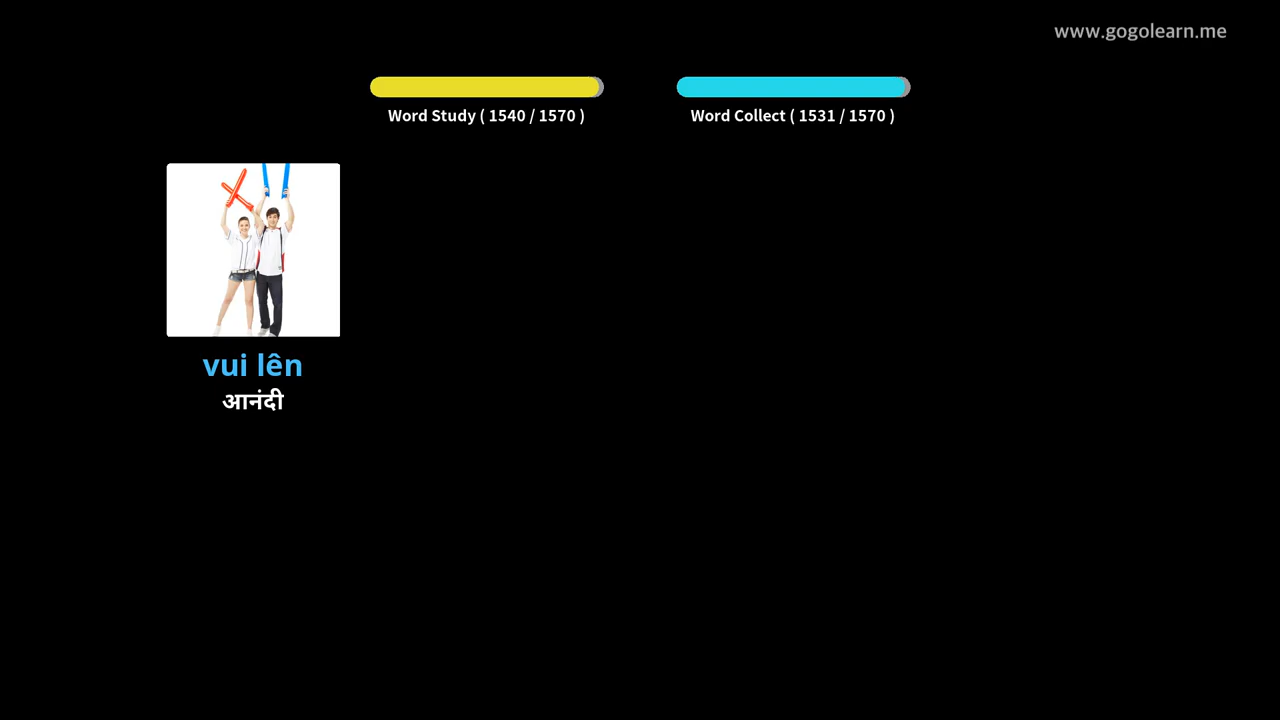 www.gogolearn.me
Word Study ( 1540 / 1570 )
Word Collect ( 1531 / 1570 )
vui lên
आनंदी